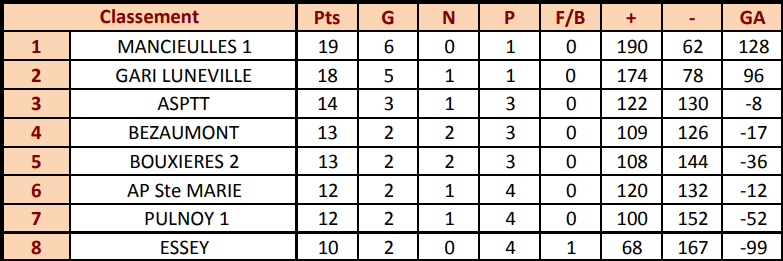 Classement Pts G N P F/B + - GA
1 MANCIEULLES 1 19 6 0 1 0 190 62 128
2 GARI LUNEVILLE 18 5 1 1 0 174 78 96
3 ASPTT 14 3 1 3 0 122 130 -8
4 BEZAUMONT 13 2 2 3 0 109 126 -17
5 BOUXIERES 2 13 2 2 3 0 108 144 -36
6 AP Ste MARIE 12 2 1 4 0 120 132 -12
7 PULNOY 1 12 2 1 4 0 100 152 -52
8 ESSEY 10 2 0 4 1 68 167 -99